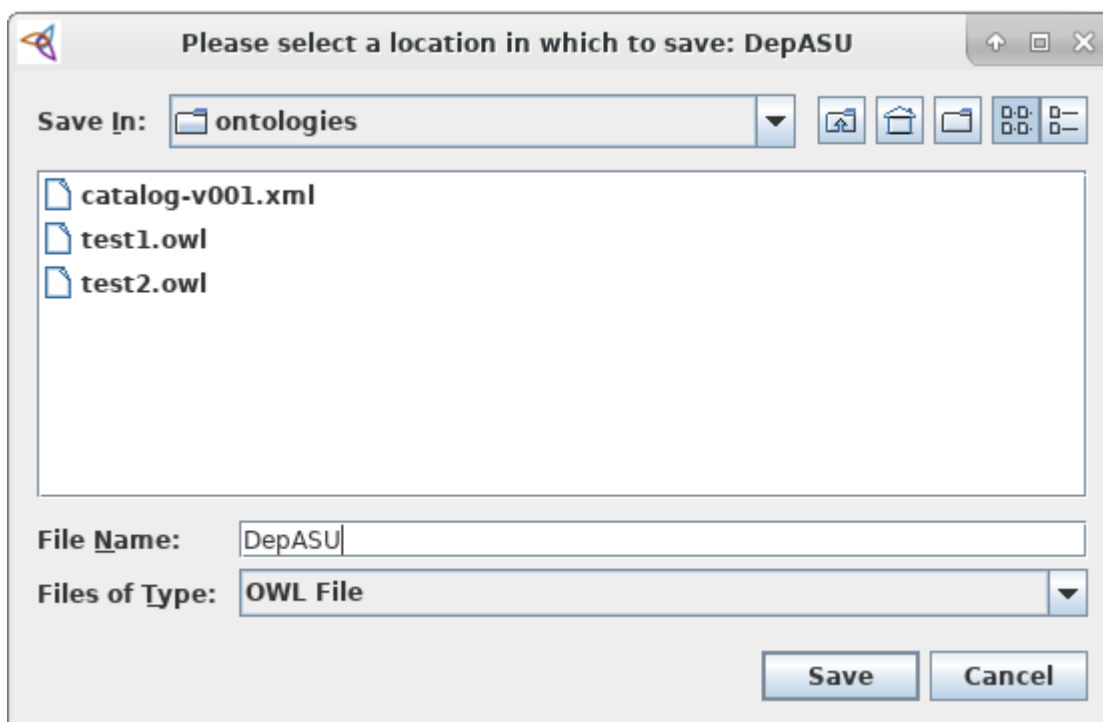 Please select a location in which to save: DepASU
Save In: ontologies
catalog-v001.xml
test1.owl
test2.owl
File Name: DepASU
Files of Type: OWL File
Save Cancel